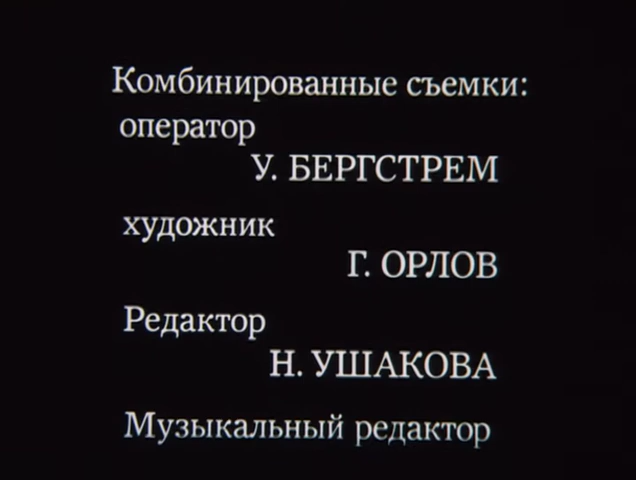 Комбинированные съемки:
оператор
У. БЕРГСТРЕМ
художник
Г. ОРЛОВ
Редактор
Н. УШАКОВА
Музыкальный редактор